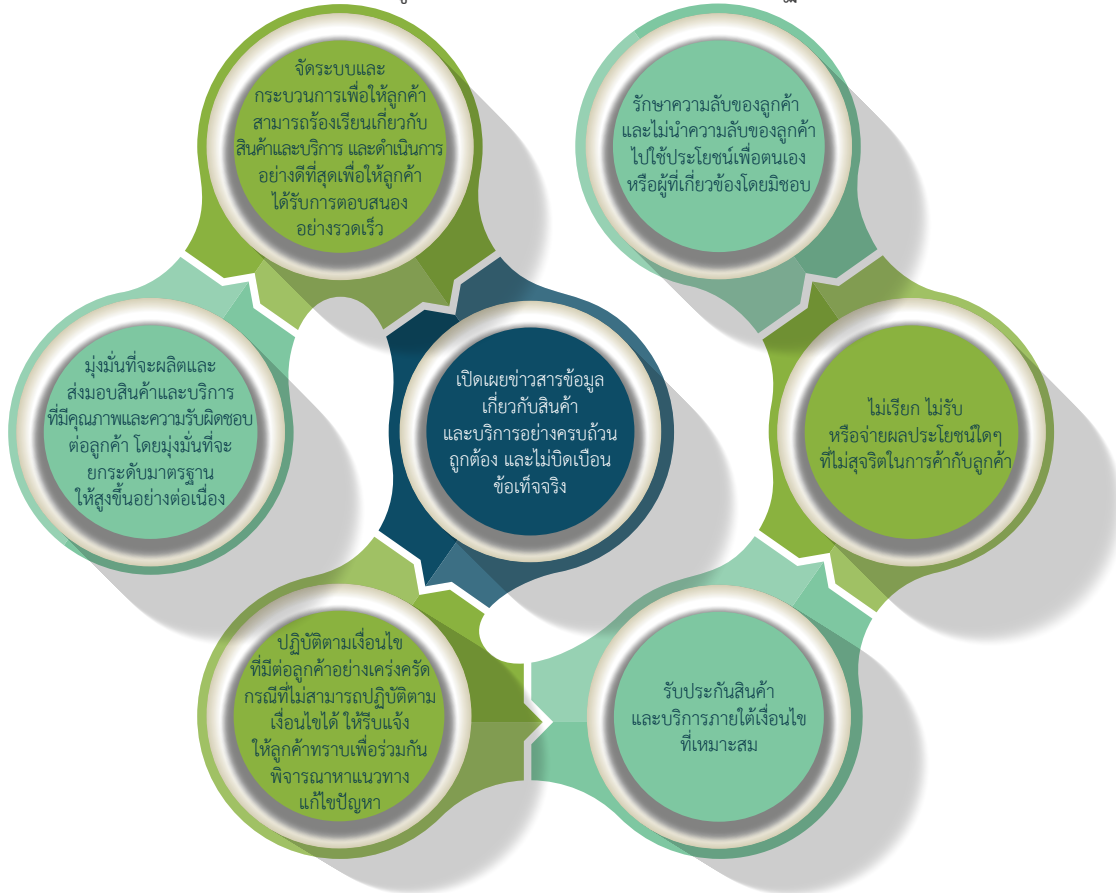 จัดระบบและ
กระบวนการเพื่อให้ลูกค้า
สามารถร้องเรียนเกี่ยวกับ
สินค้าและบริการ และดำเนินการ
อย่างดีที่สุดเพื่อให้ลูกค้า
ได้รับการตอบสนอง
อย่างรวดเร็ว
รักษาความลับของลูกค้า
และไม่นำความลับของลูกค้า
ไปใช้ประโยชน์เพื่อตนเอง
หรือผู้ที่เกี่ยวข้องโดยมิชอบ
มุ่งมั่นที่จะผลิตและ
ส่งมอบสินค้าและบริการ
ที่มีคุณภาพและความรับผิดชอบ
ต่อลูกค้า โดยมุ่งมั่นที่จะ
ยกระดับมาตรฐาน
ให้สูงขึ้นอย่างต่อเนื่อง
เปิดเผยข่าวสารข้อมูล
เกี่ยวกับสินค้า
และบริการอย่างครบถ้วน
ถูกต้อง และไม่บิดเบือน
ข้อเท็จจริง
ไม่เรียก ไม่รับ
หรือจ่ายผลประโยชน์ใดๆ
ที่ไม่สุจริตในการค้ากับลูกค้า
ปฏิบัติตามเงื่อนไข
ที่มีต่อลูกค้าอย่างเคร่งครัด
กรณีที่ไม่สามารถปฏิบัติตาม
เงื่อนไขได้ ให้รีบแจ้ง
ให้ลูกค้าทราบเพื่อร่วมกัน
พิจารณาหาแนวทาง
แก้ไขปัญหา
รับประกันสินค้า
และบริการภายใต้เงื่อนไข
ที่เหมาะสม